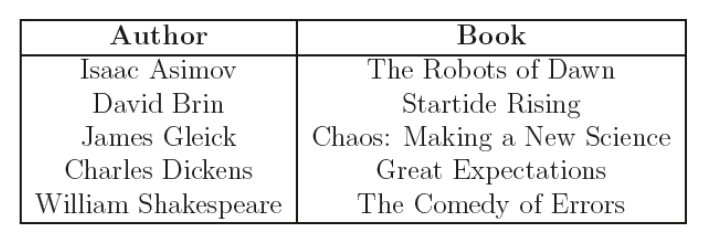 Author Book
Isaac Asimov The Robots of Dawn
David Brin Startide Rising
James Gleick Chaos: Making a New Science
Charles Dickens Great Expectations
William Shakespeare The Comedy of Errors